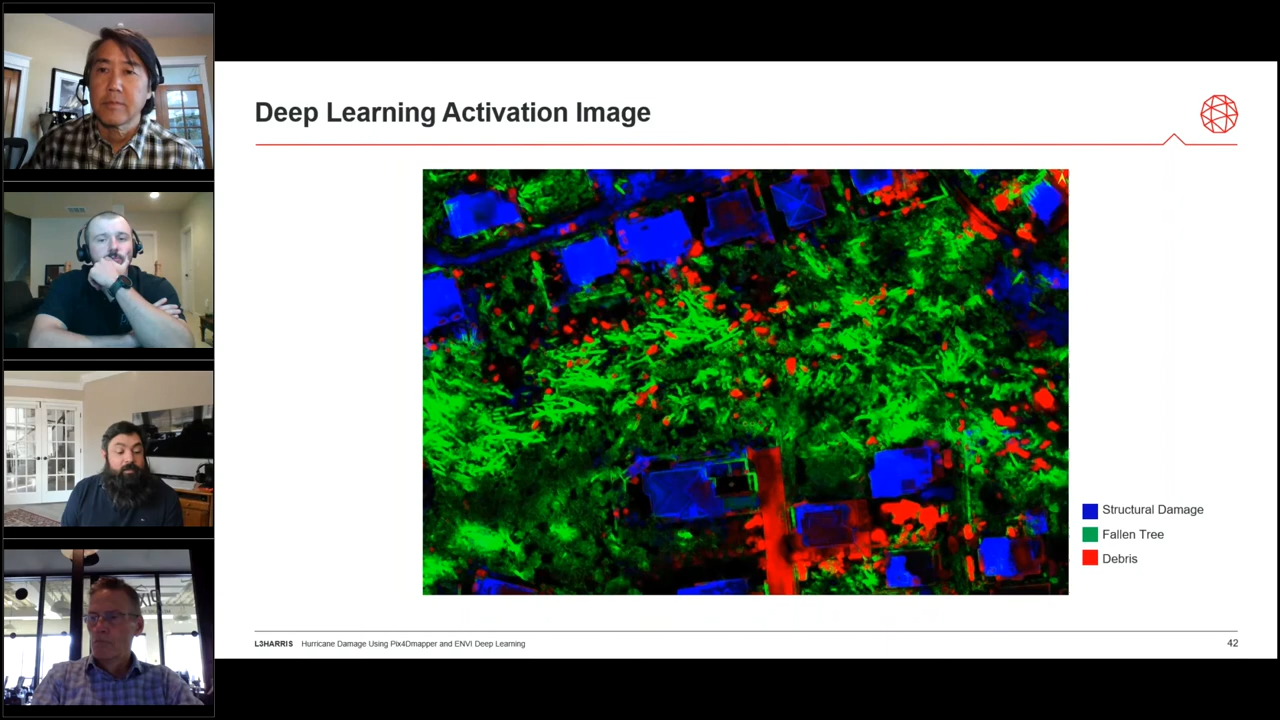 Deep Learning Activation Image
Structural Damage
Fallen Tree
Debris
L3HARRIS Hurricane Damage Using Pix4Dmapper and ENVI Deep Learning
42